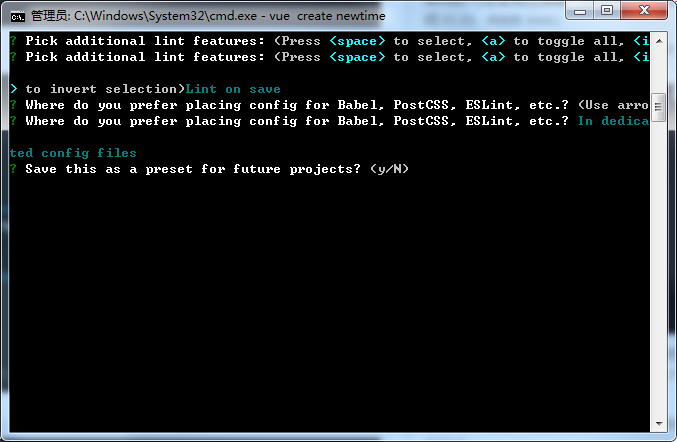 管理员: C:\Windows\System32\cmd.exe - vue  create newtime
? Pick additional lint features: (Press <space> to select, <a> to toggle all, <i
? Pick additional lint features: (Press <space> to select, <a> to toggle all, <i
> to invert selection)Lint on save
? Where do you prefer placing config for Babel, PostCSS, ESLint, etc.? (Use arro
? Where do you prefer placing config for Babel, PostCSS, ESLint, etc.? In dedica
ted config files
? Save this as a preset for future projects? (y/N)